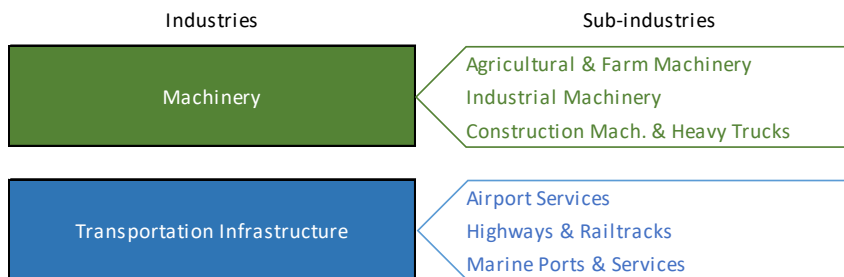 Industries
Sub-industries
Machinery
Agricultural & Farm Machinery
Industrial Machinery
Construction Mach. & Heavy Trucks
Transportation Infrastructure
Airport Services
Highways & Railtracks
Marine Ports & Services